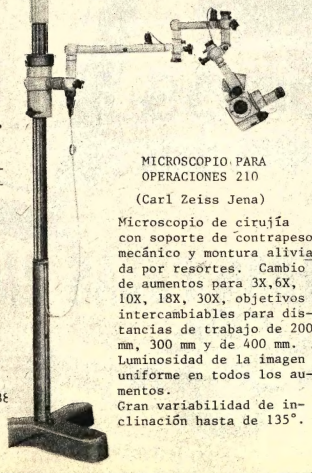 MICROSCOPIO PARA
OPERACIONES 210
(Carl Zeiss Jena)
Microscopio de cirujía
con soporte de contrapeso
mecánico y montura alivia
da por resortes. Cambio
de aumentos para 3X,6X,
10X, 18X, 30X, objetivos
intercambiables para dis-
tancias de trabajo de 200
mm, 300 mm y de 400 mm.
Luminosidad de la imagen
uniforme en todos los au-
mentos.
Gran variabilidad de in-
clinación hasta de 135°.